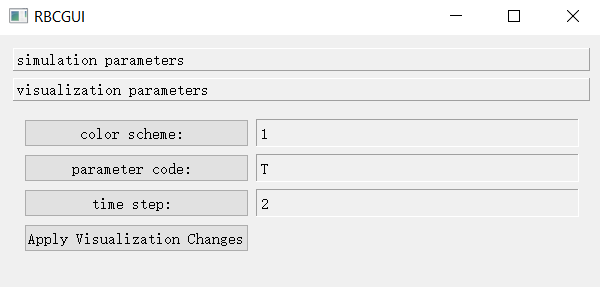 RBCGUI
simulation parameters
visualization parameters
color scheme: 1
parameter code: T
time step: 2
Apply Visualization Changes